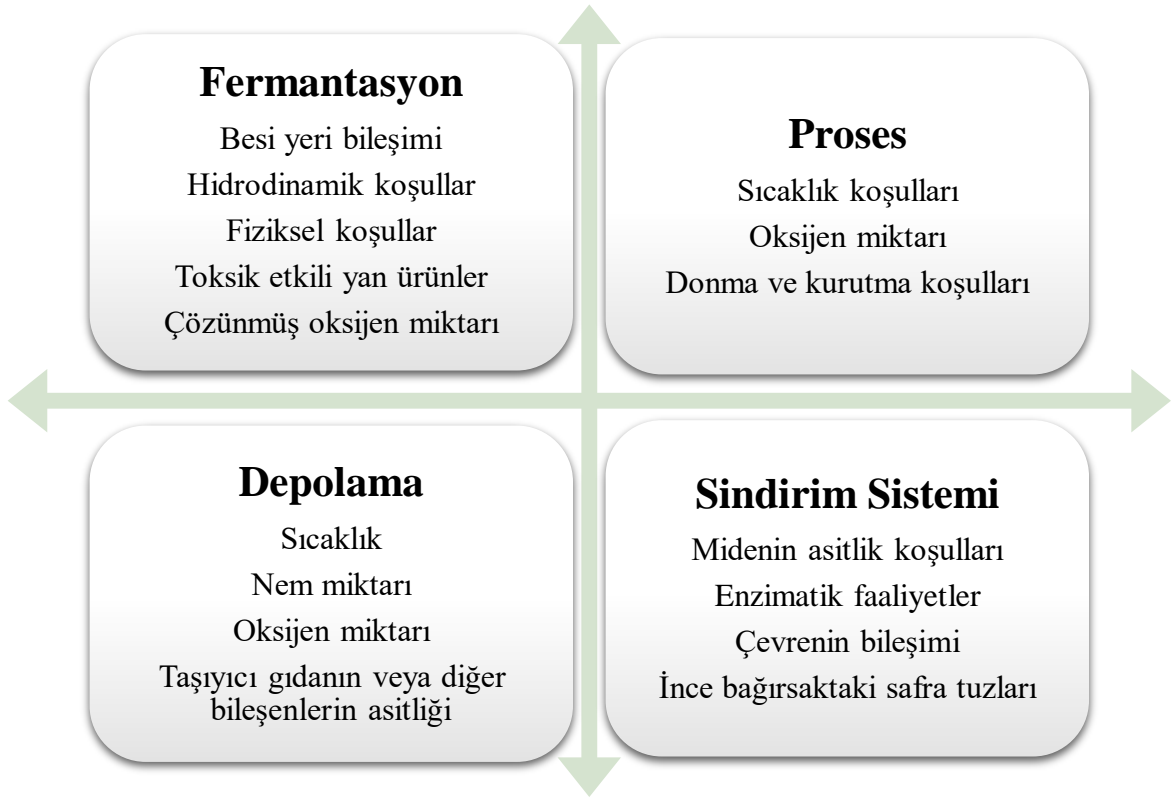 Fermantasyon
Besi yeri bileşimi
Hidrodinamik koşullar
Fiziksel koşullar
Toksik etkili yan ürünler
Çözünmüş oksijen miktarı
Proses
Sıcaklık koşulları
Oksijen miktarı
Donma ve kurutma koşulları
Depolama
Sıcaklık
Nem miktarı
Oksijen miktarı
Taşıyıcı gıdanın veya diğer
bileşenlerin asitliği
Sindirim Sistemi
Midenin asitlik koşulları
Enzimatik faaliyetler
Çevrenin bileşimi
İnce bağırsaktaki safra tuzları